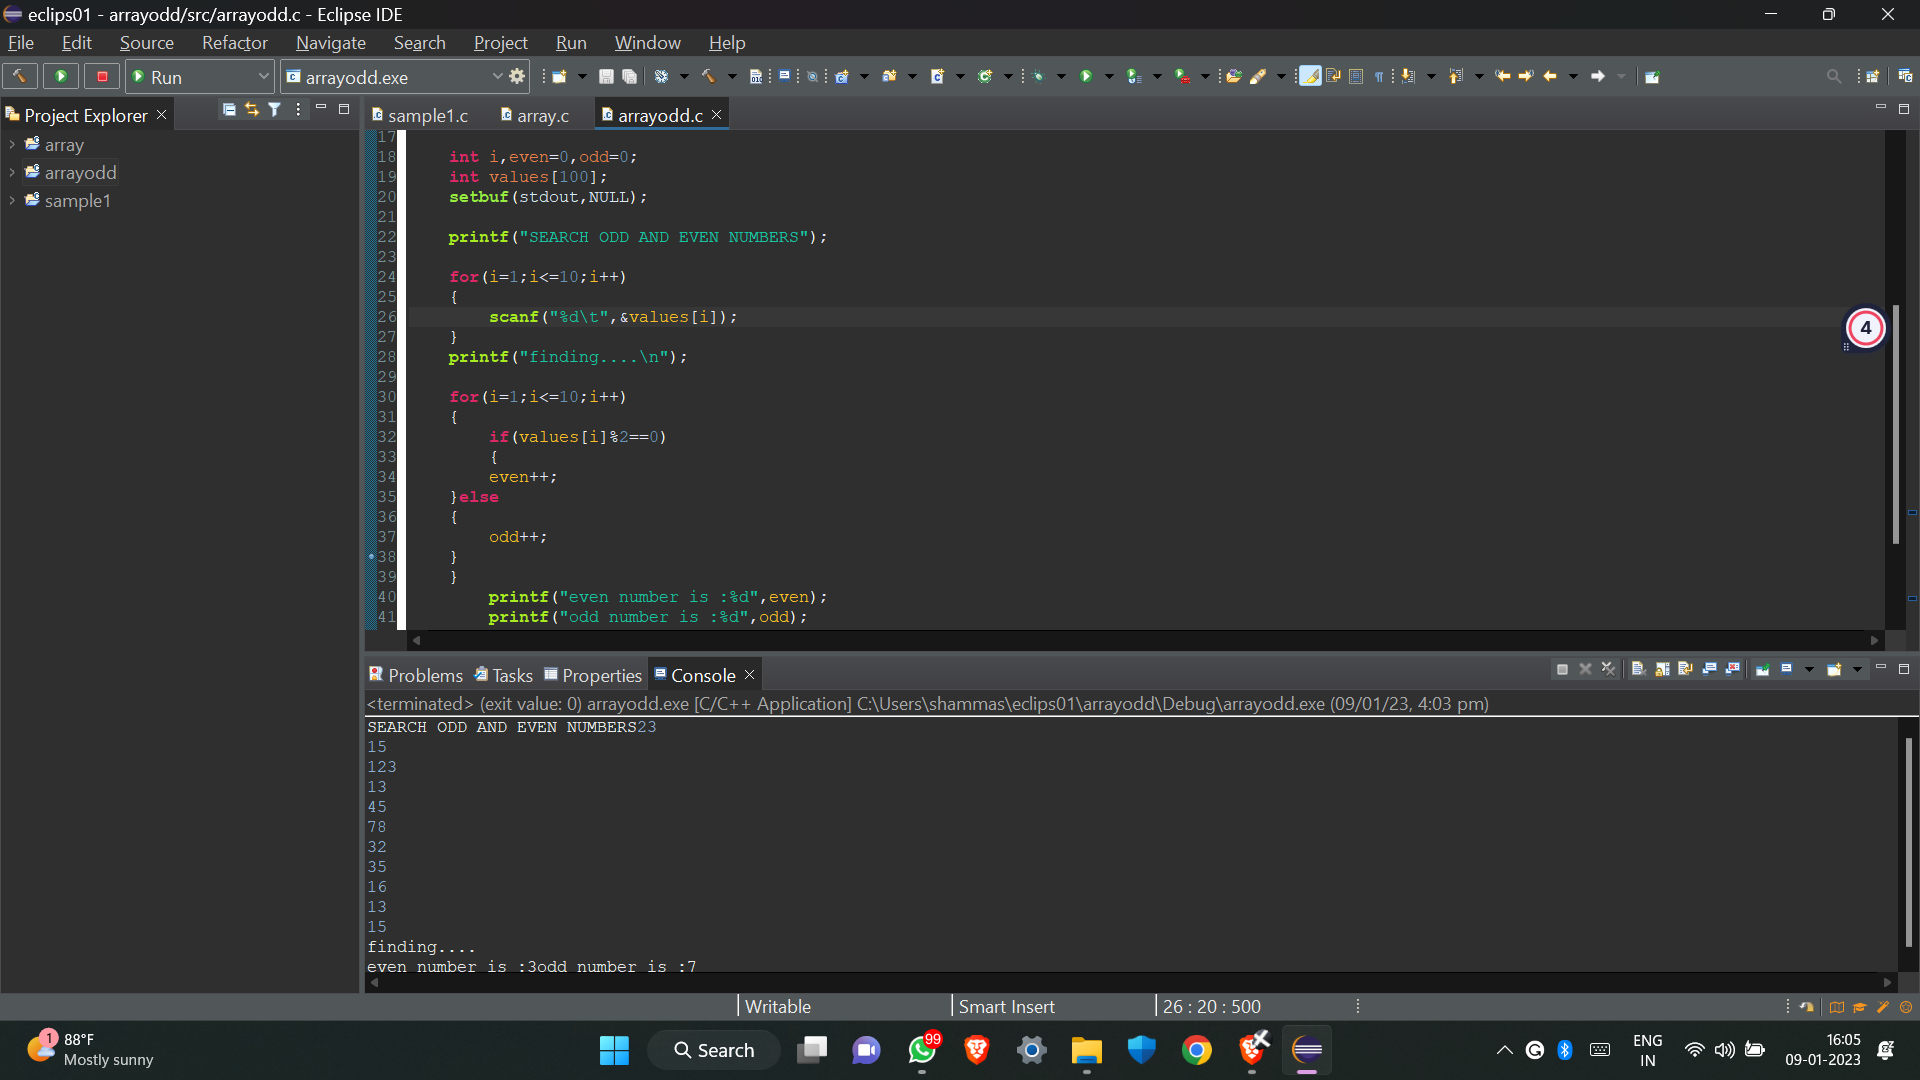 eclips01 - arrayodd/src/arrayodd.c - Eclipse IDE
File Edit Source Refactor Navigate Search Project Run Window Help
Run arrayodd.exe
Project Explorer
array
arrayodd
sample1
sample1.c array.c arrayodd.c
17
18 int i,even=0,odd=0;
19 int values[100];
20 setbuf(stdout,NULL);
21
22 printf("SEARCH ODD AND EVEN NUMBERS");
23
24 for(i=1;i<=10;i++)
25 {
26 scanf("%d\t",&values[i]);
27 }
28 printf("finding....\n");
29
30 for(i=1;i<=10;i++)
31 {
32 if(values[i]%2==0)
33 {
34 even++;
35 }else
36 {
37 odd++;
38 }
39 }
40 printf("even number is :%d",even);
41 printf("odd number is :%d",odd);
4
Problems Tasks Properties Console
<terminated> (exit value: 0) arrayodd.exe [C/C++ Application] C:\Users\shammas\eclips01\arrayodd\Debug\arrayodd.exe (09/01/23, 4:03 pm)
SEARCH ODD AND EVEN NUMBERS23
15
123
13
45
78
32
35
16
13
15
finding....
even number is :3odd number is :7
Writable Smart Insert 26 : 20 : 500
1
88°F
Mostly sunny
Search
99
ENG
IN
16:05
09-01-2023